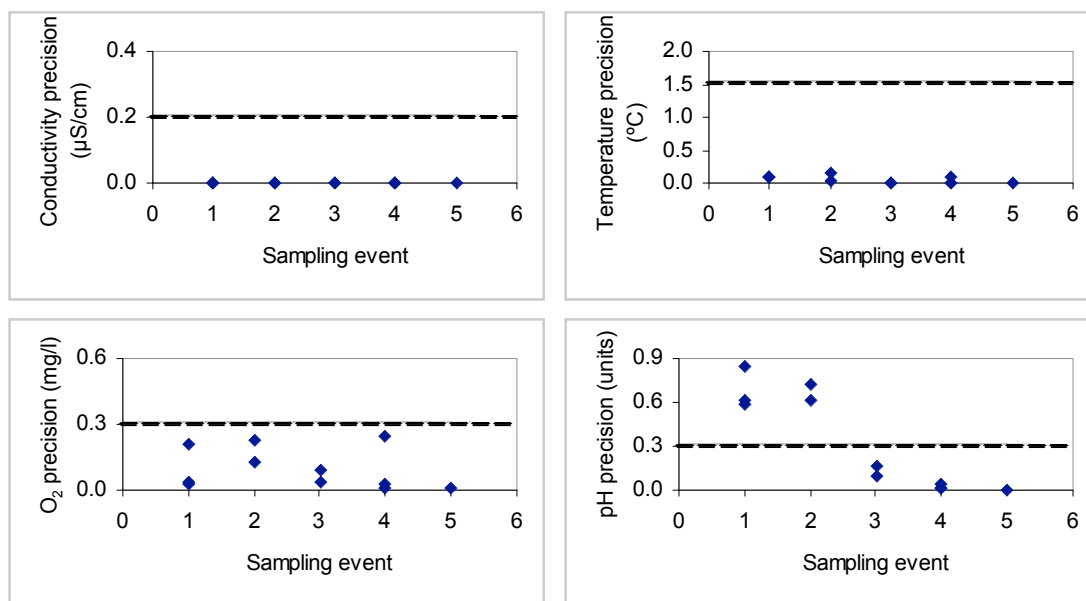 Conductivity precision
(µS/cm)
0.4
0.2
0.0
0 1 2 3 4 5 6
Sampling event
Temperature precision
(ºC)
2.0
1.5
1.0
0.5
0.0
0 1 2 3 4 5 6
Sampling event
O₂ precision (mg/l)
0.6
0.3
0.0
0 1 2 3 4 5 6
Sampling event
pH precision (units)
0.9
0.6
0.3
0.0
0 1 2 3 4 5 6
Sampling event